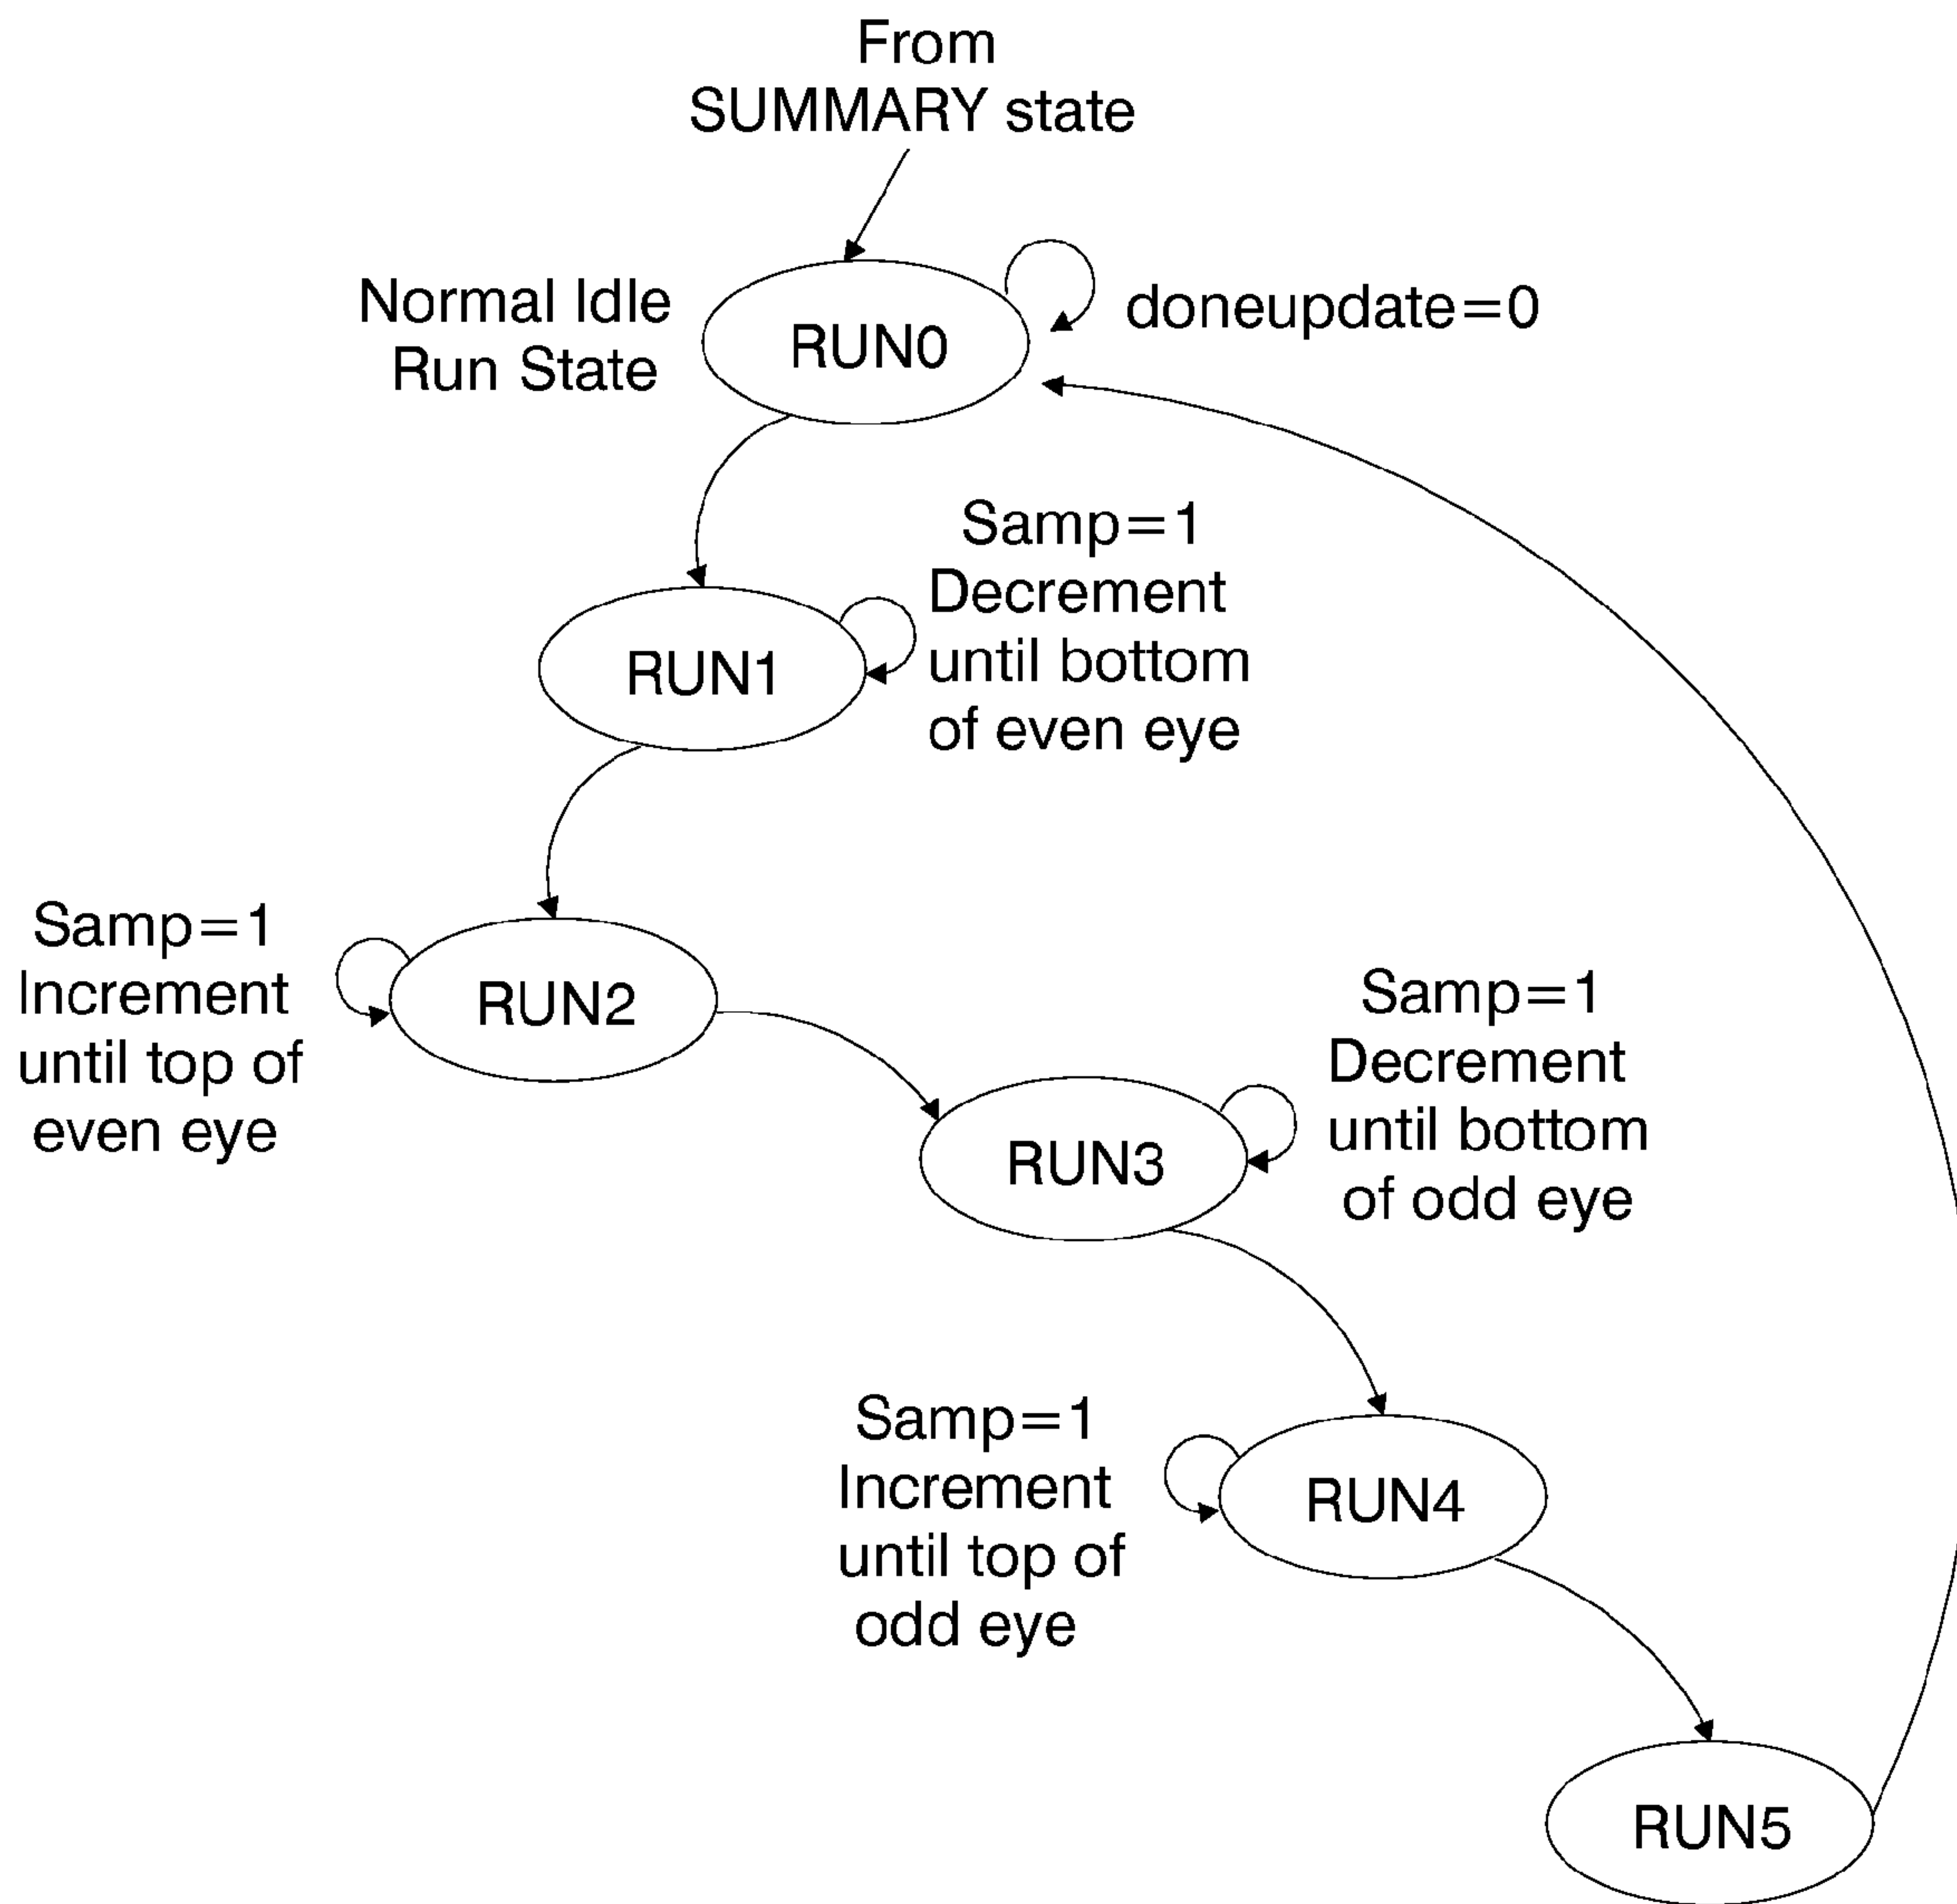 From
SUMMARY state
Normal Idle
Run State
RUN0
doneupdate=0
Samp=1
Decrement
until bottom
of even eye
RUN1
Samp=1
Increment
until top of
even eye
RUN2
Samp=1
Decrement
until bottom
of odd eye
RUN3
Samp=1
Increment
until top of
odd eye
RUN4
RUN5